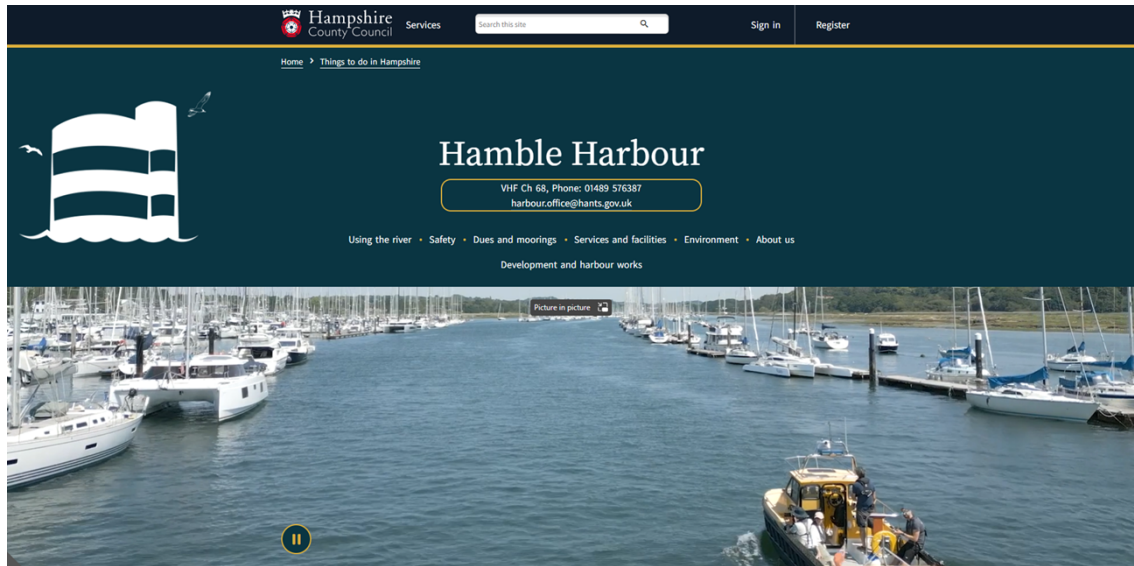 Hampshire
County Council
Services
Search this site
Sign in
Register
Home > Things to do in Hampshire
Hamble Harbour
VHF Ch 68, Phone: 01489 576387
harbour.office@hants.gov.uk
Using the river • Safety • Dues and moorings • Services and facilities • Environment • About us
Development and harbour works
Picture in picture